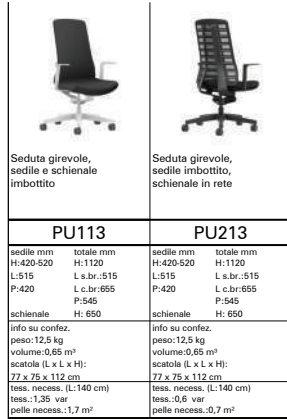 Seduta girevole,
sedile e schienale
imbottito
Seduta girevole,
sedile imbottito,
schienale in rete
PU113
PU213
sedile mm totale mm
H:420-520 H:1120
L:515 L s.br.:515
P:420 L c.br:655
P:545
schienale H: 650
info su confez.
peso:12,5 kg
volume:0,65 m³
scatola (L x L x H):
77 x 75 x 112 cm
tess. necess. (L:140 cm)
tess.:1,35 var
pelle necess.:1,7 m²
sedile mm totale mm
H:420-520 H:1120
L:515 L s.br.:515
P:420 L c.br:655
P:545
schienale H: 650
info su confez.
peso:12,5 kg
volume:0,65 m³
scatola (L x L x H):
77 x 75 x 112 cm
tess. necess. (L:140 cm)
tess.:0,6 var
pelle necess.:0,7 m²